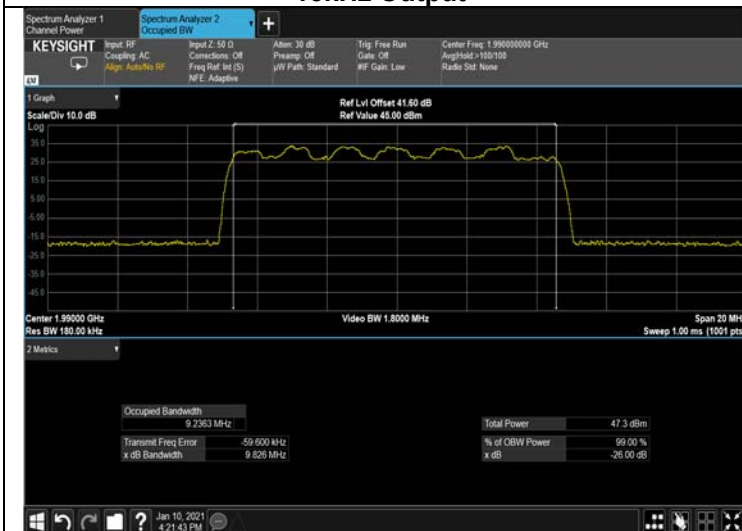 Spectrum Analyzer 1
Channel Power
Spectrum Analyzer 2
Occupied BW
+
KEYSIGHT
Input: RF
Coupling: AC
Align: Auto/No RF
Input Z: 50 Ω
Corrections: Off
Freq Ref: Int (S)
NFE: Adaptive
Atten: 30 dB
Preamp: Off
µW Path: Standard
Trig: Free Run
Gate: Off
#IF Gain: Low
Center Freq: 1.990000000 GHz
Avg|Hold:>100/100
Radio Std: None
1 Graph
Scale/Div 10.0 dB
Ref Lvl Offset 41.60 dB
Ref Value 45.00 dBm
Log
35.0
25.0
15.0
5.00
-5.00
-15.0
-25.0
-35.0
-45.0
Center 1.99000 GHz
Res BW 180.00 kHz
Video BW 1.8000 MHz
Span 20 MH
Sweep 1.00 ms (1001 pts
2 Metrics
Occupied Bandwidth
9.2363 MHz
Transmit Freq Error -59.600 kHz
x dB Bandwidth 9.826 MHz
Total Power 47.3 dBm
% of OBW Power 99.00 %
x dB -26.00 dB
?
Jan 10, 2021
4:21:43 PM